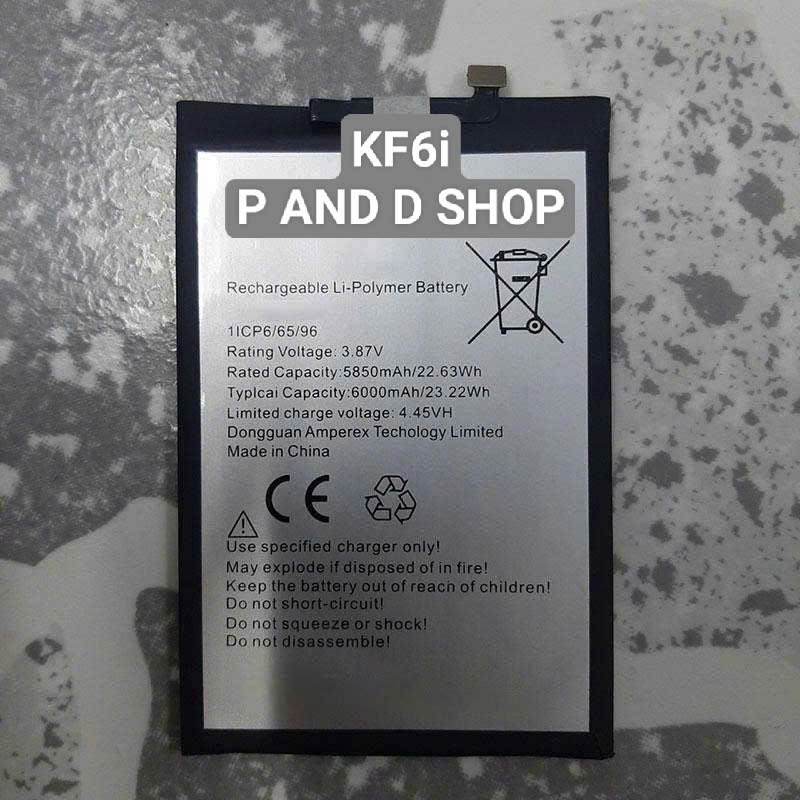 KF6i
P AND D SHOP
Rechargeable Li-Polymer Battery
1ICP6/65/96
Rating Voltage: 3.87V
Rated Capacity:5850mAh/22.63Wh
Typlcai Capacity:6000mAh/23.22Wh
Limited charge voltage: 4.45VH
Dongguan Amperex Techology Limited
Made in China
CE
Use specified charger only!
May explode if disposed of in fire!
Keep the battery out of reach of children!
Do not short-circuit!
Do not squeeze or shock!
Do not disassemble!